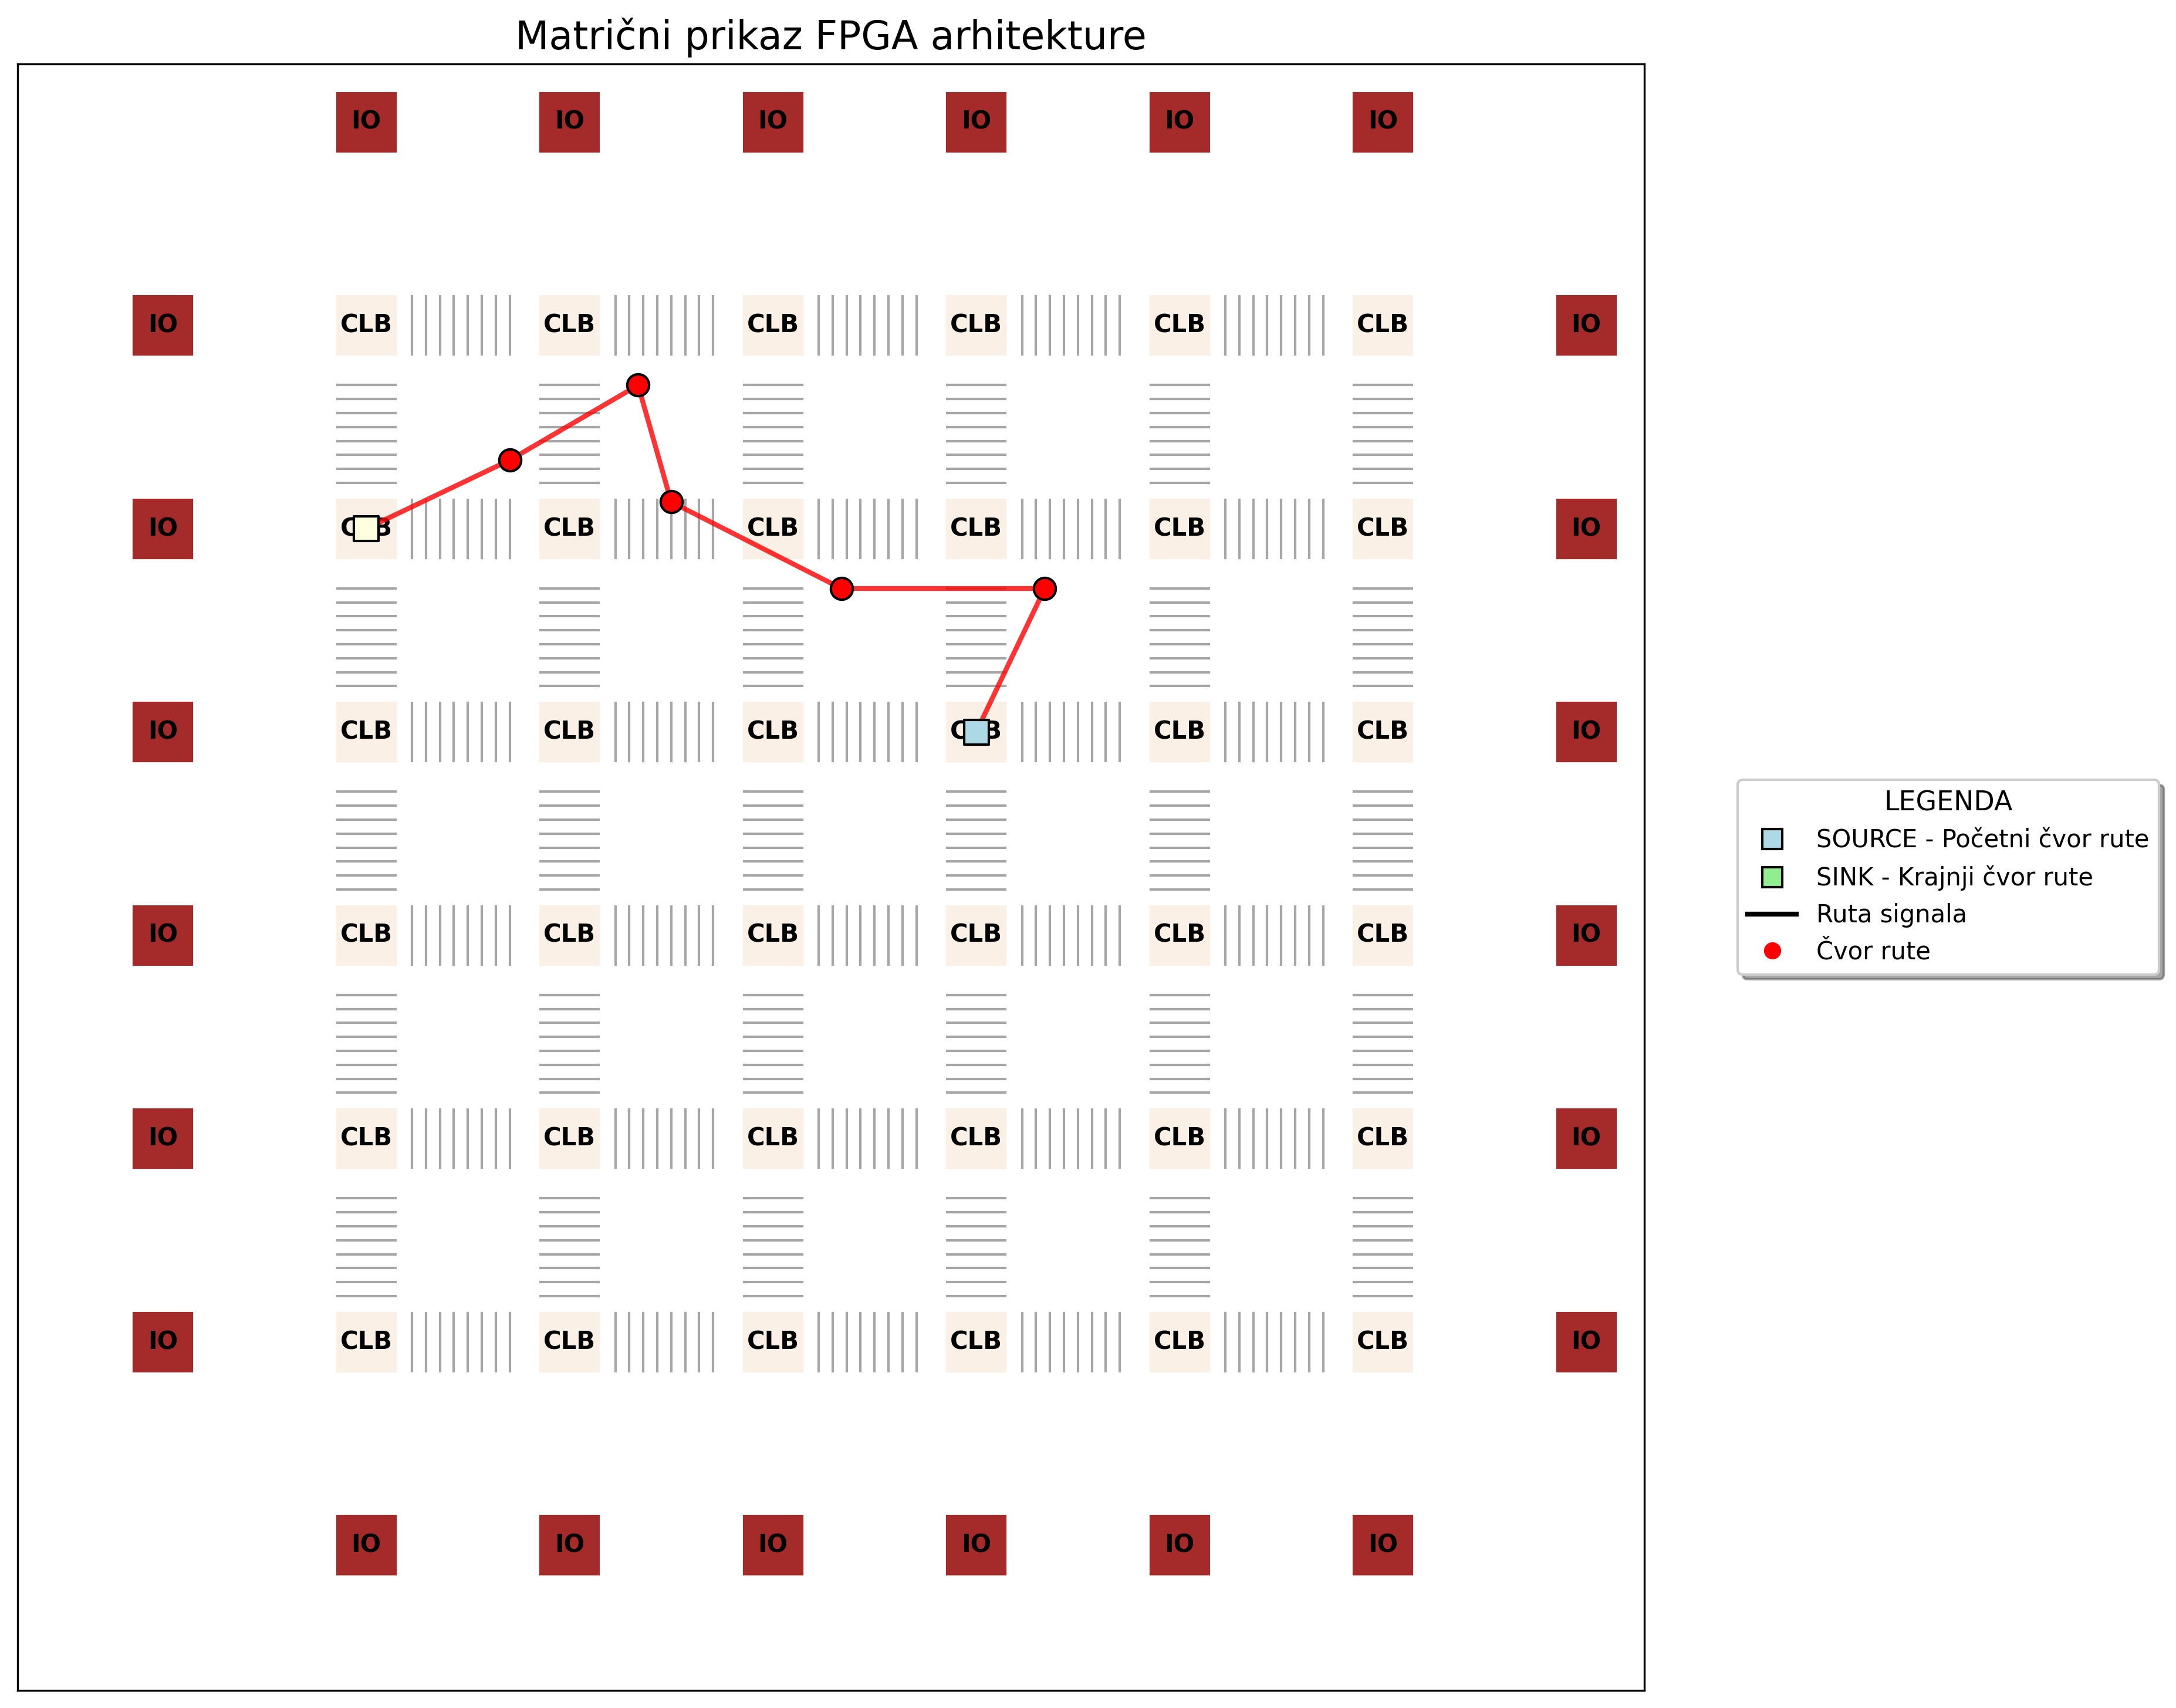 Matrični prikaz FPGA arhitekture
IO IO IO IO IO IO
IO CLB CLB CLB CLB CLB CLB IO
IO CLB CLB CLB CLB CLB IO
IO CLB CLB CLB CLB CLB IO
IO CLB CLB CLB CLB CLB CLB IO
IO CLB CLB CLB CLB CLB CLB IO
IO CLB CLB CLB CLB CLB CLB IO
IO IO IO IO IO IO
LEGENDA
SOURCE - Početni čvor rute
SINK - Krajnji čvor rute
Ruta signala
Čvor rute